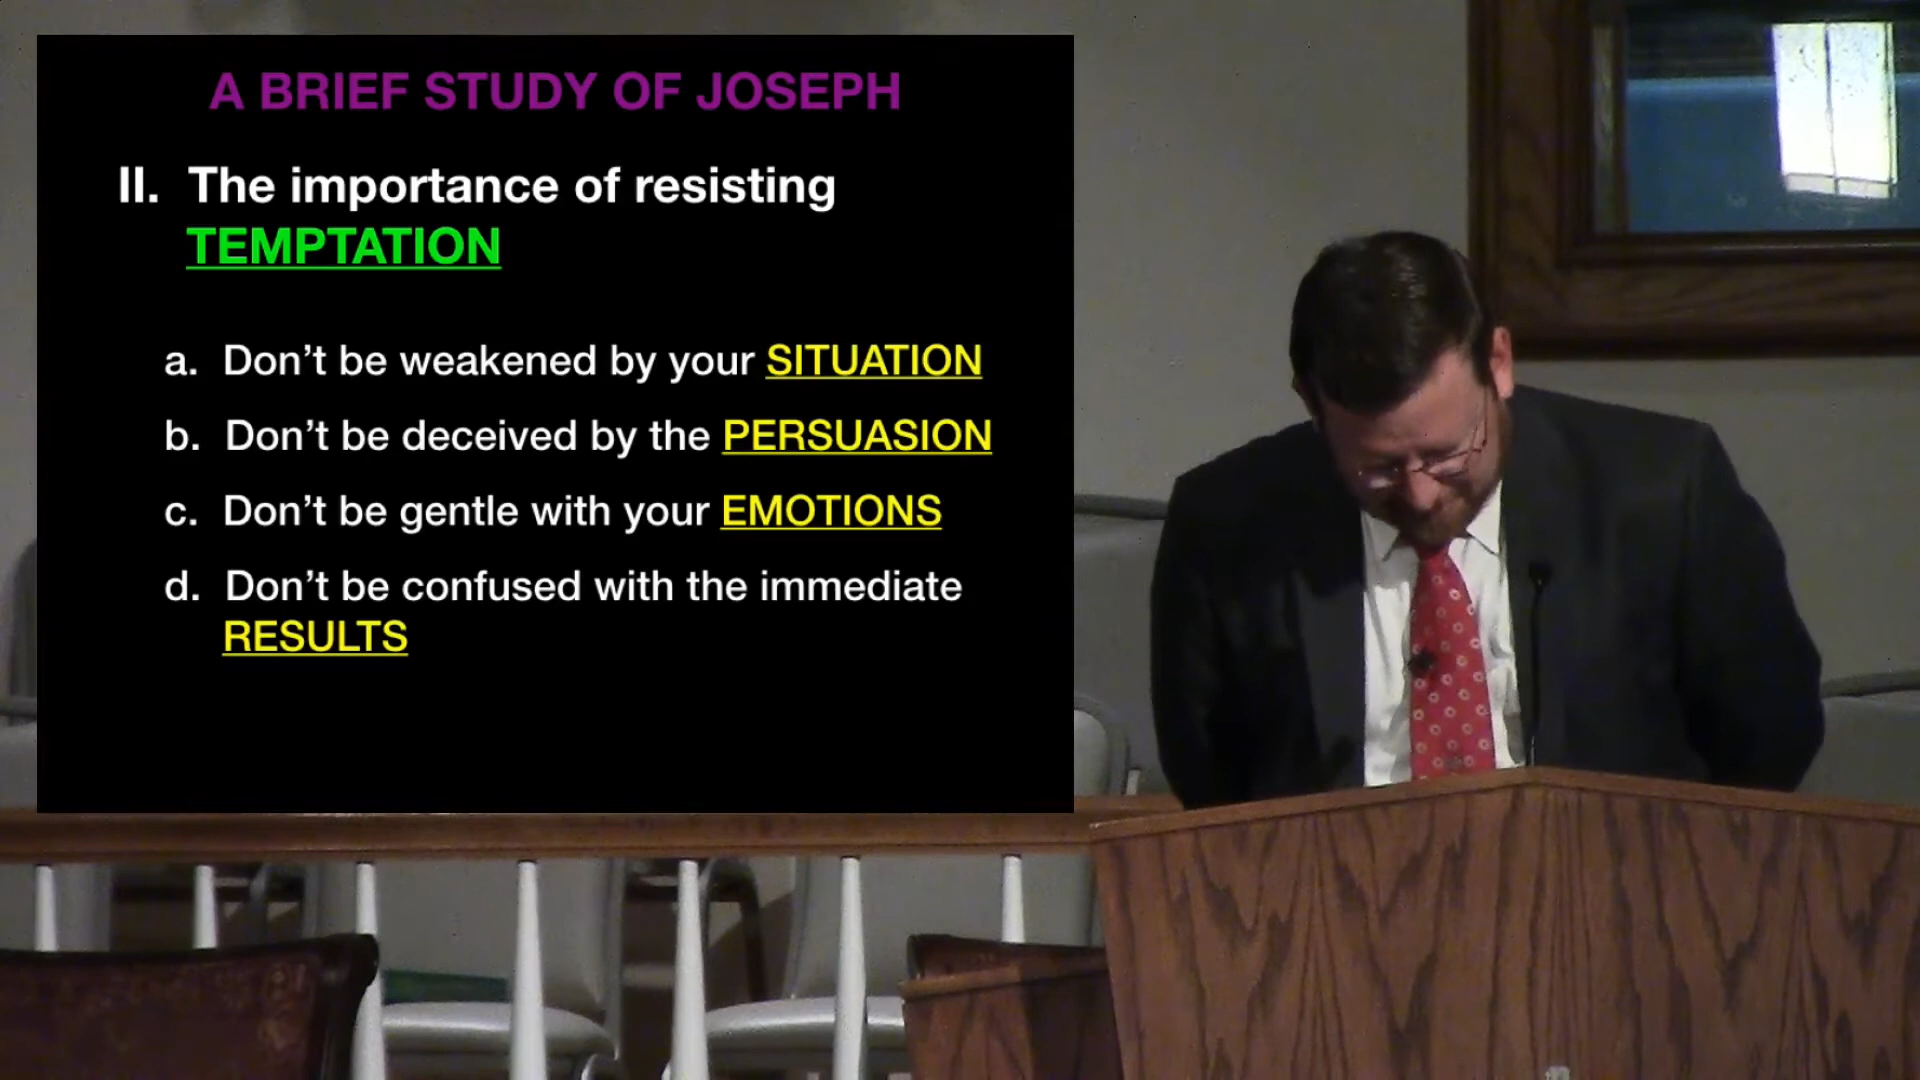 A BRIEF STUDY OF JOSEPH
II. The importance of resisting
TEMPTATION
a. Don’t be weakened by your SITUATION
b. Don’t be deceived by the PERSUASION
c. Don’t be gentle with your EMOTIONS
d. Don’t be confused with the immediate
RESULTS